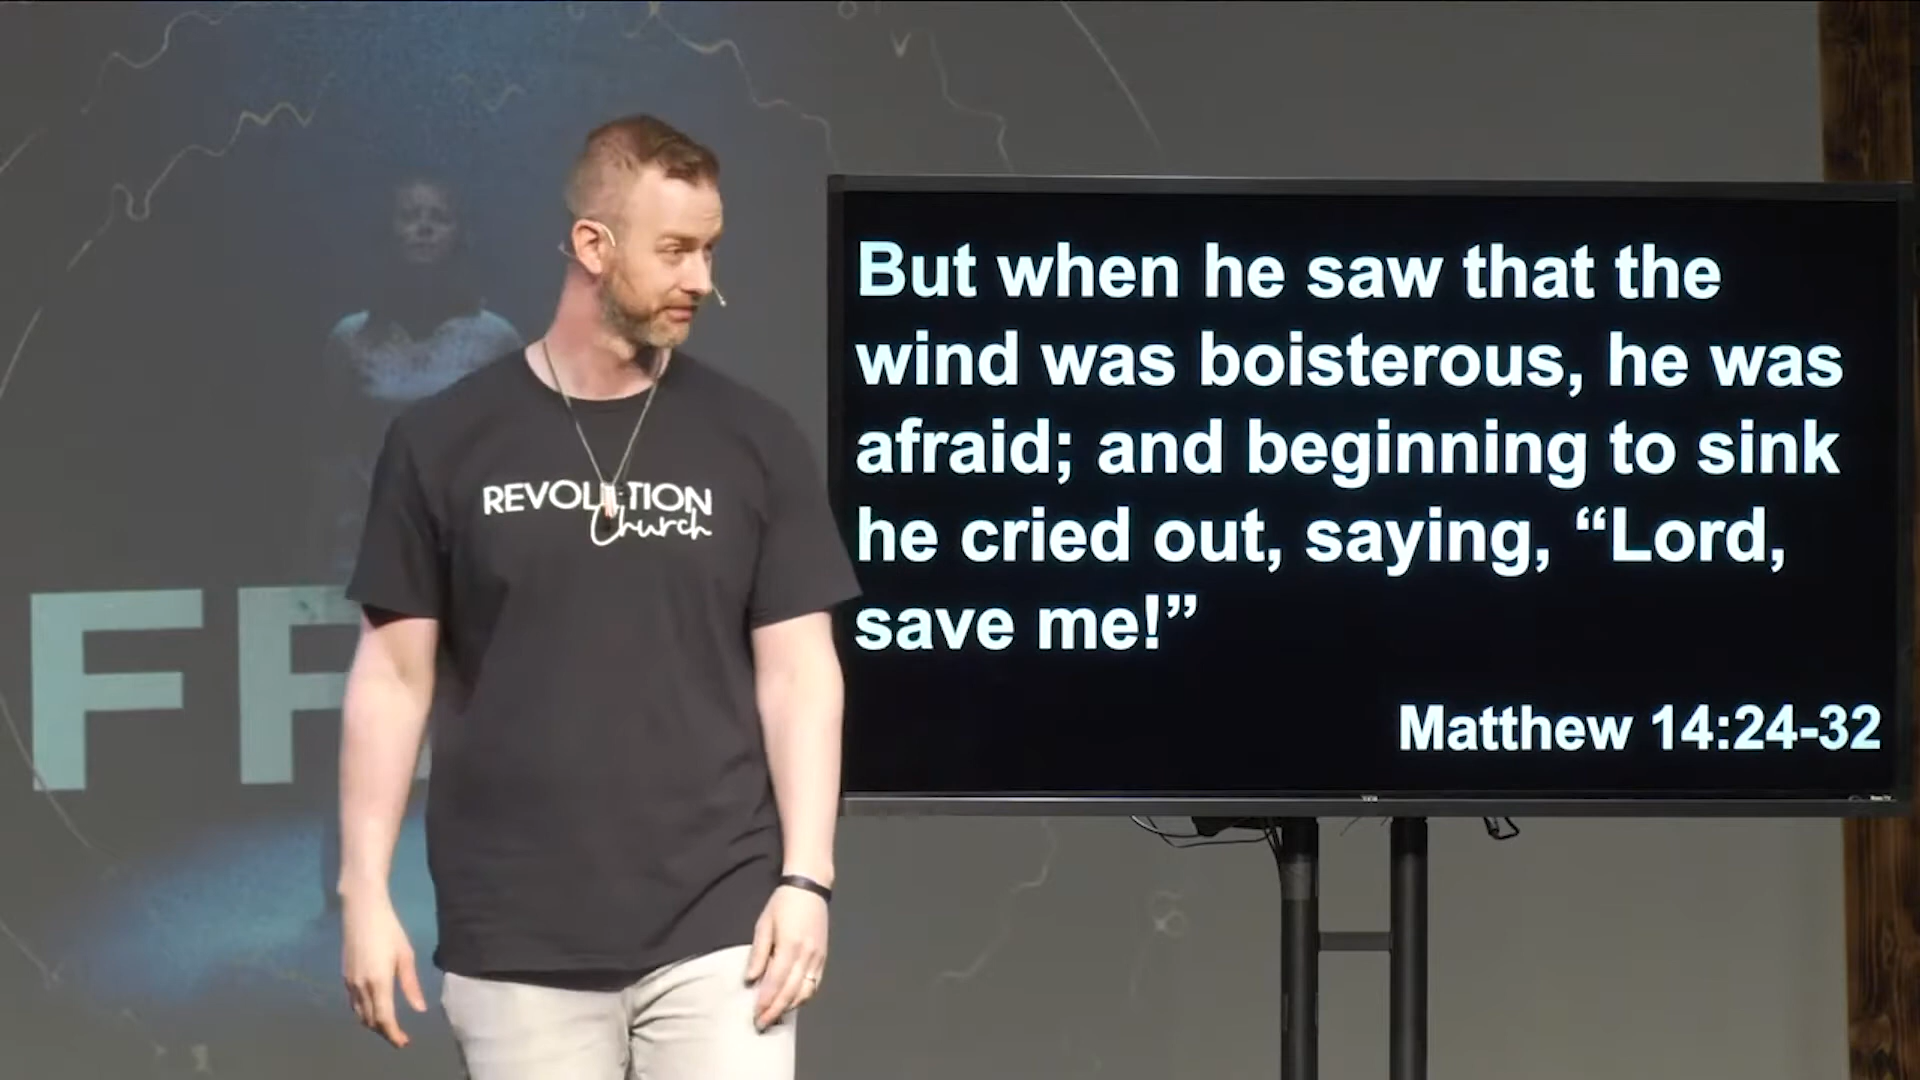 But when he saw that the
wind was boisterous, he was
afraid; and beginning to sink
he cried out, saying, “Lord,
save me!”
Matthew 14:24-32
REVOLUTION
Church